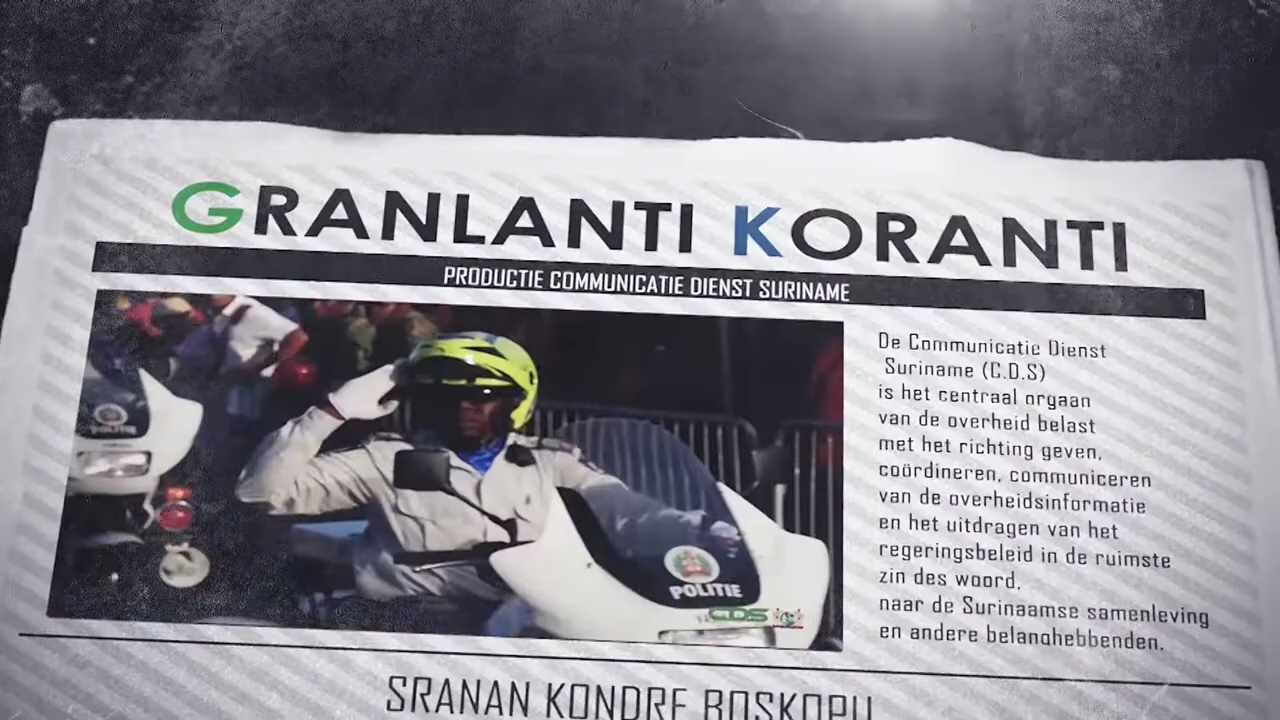 GRANLANTI KORANTI
PRODUCTIE COMMUNICATIE DIENST SURINAME
De Communicatie Dienst
Suriname (C.D.S)
is het centraal orgaan
van de overheid belast
met het richting geven,
coördineren, communiceren
van de overheidsinformatie
en het uitdragen van het
regeringsbeleid in de ruimste
zin des woord,
naar de Surinaamse samenleving
en andere belanghebbenden.
POLITIE
POLITIE
CDS
SRANAN KONDRE BOSKOPU